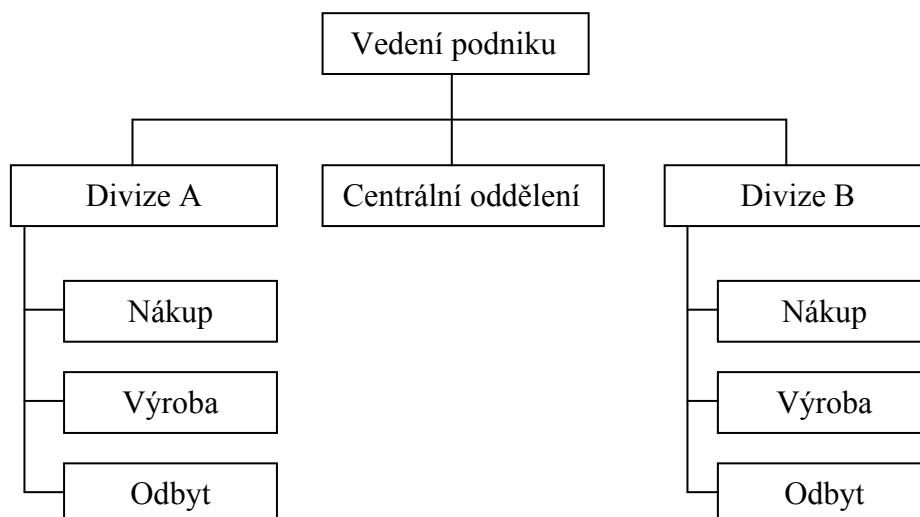 Vedení podniku
Divize A
Centrální oddělení
Divize B
Nákup
Nákup
Výroba
Výroba
Odbyt
Odbyt